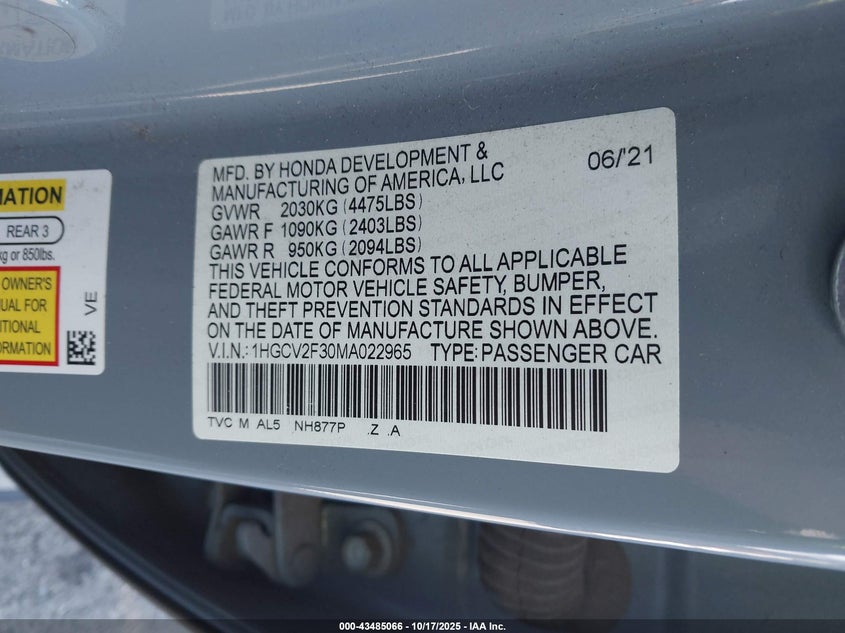 MATION
REAR 3
kg or 850lbs.
OWNER'S
UAL FOR
ITIONAL
ORMATION
VE
MFD. BY HONDA DEVELOPMENT & 06/'21
MANUFACTURING OF AMERICA, LLC
GVWR 2030KG (4475LBS)
GAWR F 1090KG (2403LBS)
GAWR R 950KG (2094LBS)
THIS VEHICLE CONFORMS TO ALL APPLICABLE
FEDERAL MOTOR VEHICLE SAFETY, BUMPER,
AND THEFT PREVENTION STANDARDS IN EFFECT
ON THE DATE OF MANUFACTURE SHOWN ABOVE.
V.I.N.: 1HGCV2F30MA022965 TYPE: PASSENGER CAR
TVC M AL5 NH877P .Z .A
000-43485066 | 10/17/2025 - IAA Inc.